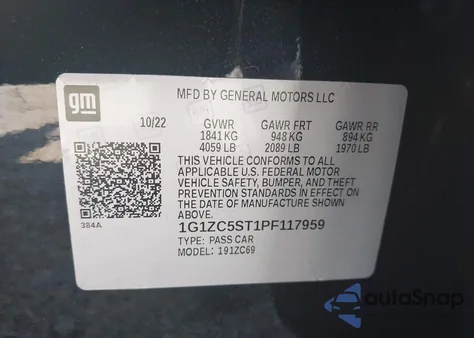 gm
MFD BY GENERAL MOTORS LLC
10/22 GVWR GAWR FRT GAWR RR
1841 KG 948 KG 894 KG
4059 LB 2089 LB 1970 LB
THIS VEHICLE CONFORMS TO ALL
APPLICABLE U.S. FEDERAL MOTOR
VEHICLE SAFETY, BUMPER, AND THEFT
PREVENTION STANDARDS IN EFFECT ON
THE DATE OF MANUFACTURE SHOWN
ABOVE.
384A
1G1ZC5ST1PF117959
TYPE: PASS CAR
MODEL: 191ZC69
autoSnap